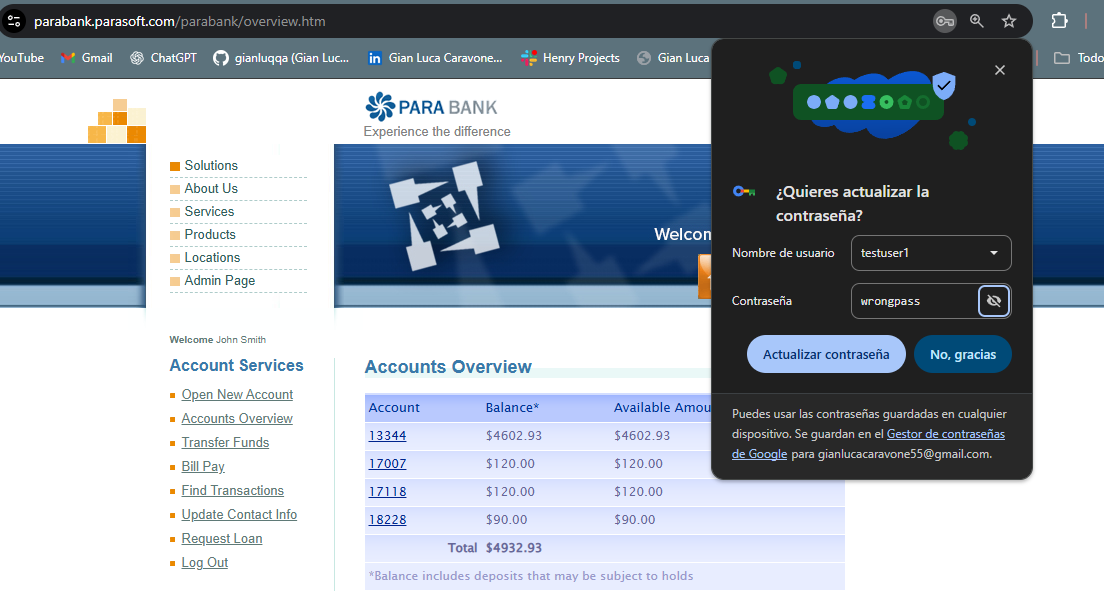 parabank.parasoft.com/parabank/overview.htm
YouTube Gmail ChatGPT gianluqqa (Gian Luc... Gian Luca Caravone... Henry Projects Gian Luca Todo
PARA BANK
Experience the difference
Solutions
About Us
Services
Products
Locations
Admin Page
Welcom
Welcome John Smith
Account Services
Open New Account
Accounts Overview
Transfer Funds
Bill Pay
Find Transactions
Update Contact Info
Request Loan
Log Out
Accounts Overview
Account Balance* Available Amou
13344 $4602.93 $4602.93
17007 $120.00 $120.00
17118 $120.00 $120.00
18228 $90.00 $90.00
Total $4932.93
*Balance includes deposits that may be subject to holds
¿Quieres actualizar la
contraseña?
Nombre de usuario testuser1
Contraseña wrongpass
Actualizar contraseña No, gracias
Puedes usar las contraseñas guardadas en cualquier
dispositivo. Se guardan en el Gestor de contraseñas
de Google para gianlucacaravone55@gmail.com.